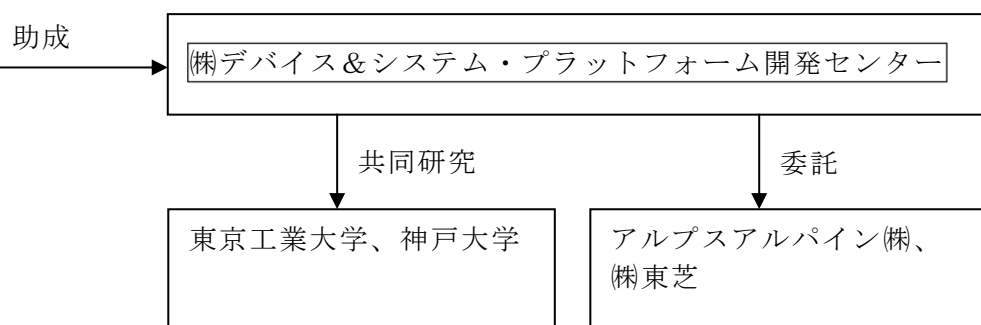 助成
㈱デバイス&システム・プラットフォーム開発センター
共同研究
委託
東京工業大学、神戸大学
アルプスアルパイン㈱、
㈱東芝